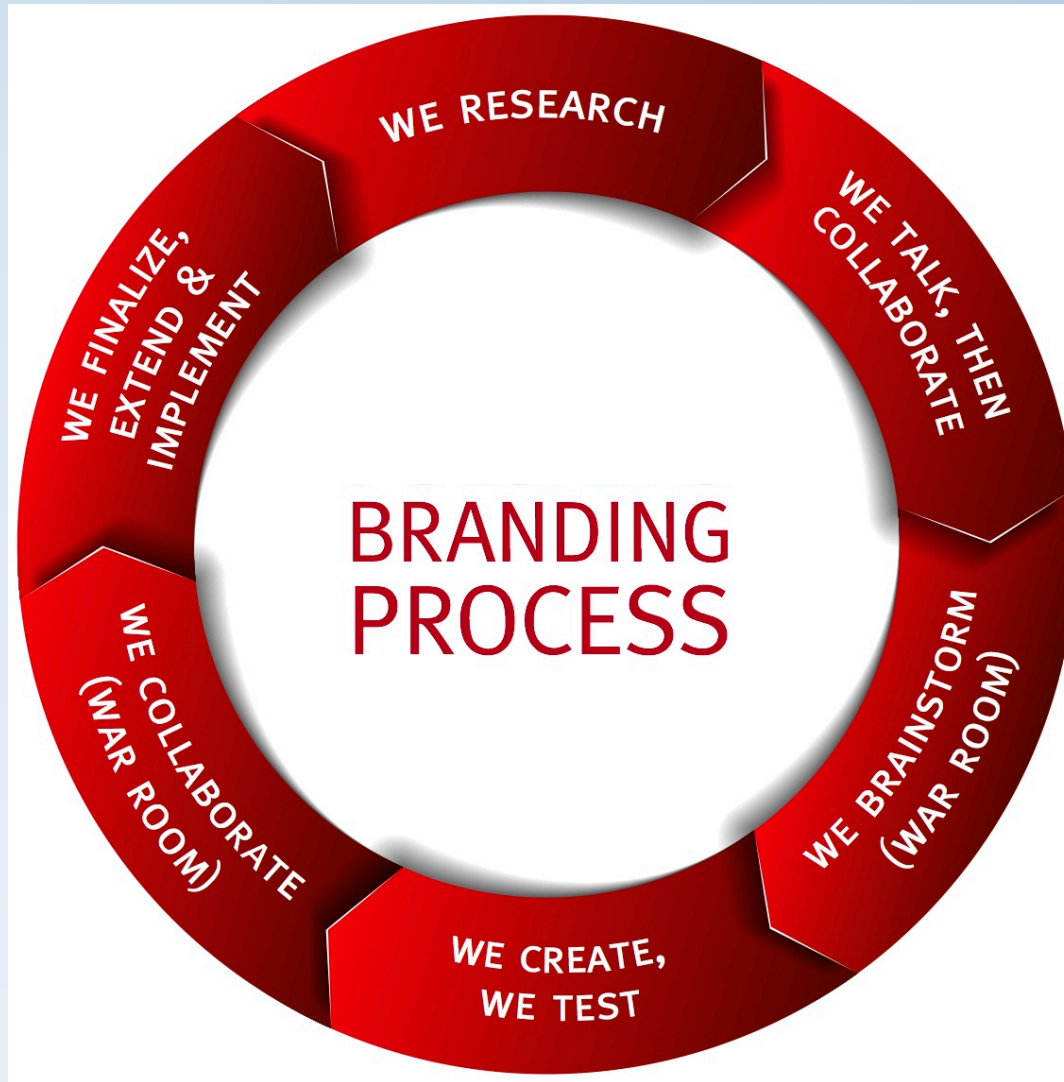 WE RESEARCH
WE TALK, THEN
COLLABORATE
WE BRAINSTORM
(WAR ROOM)
WE CREATE,
WE TEST
WE COLLABORATE
(WAR ROOM)
WE FINALIZE,
EXTEND &
IMPLEMENT
BRANDING
PROCESS